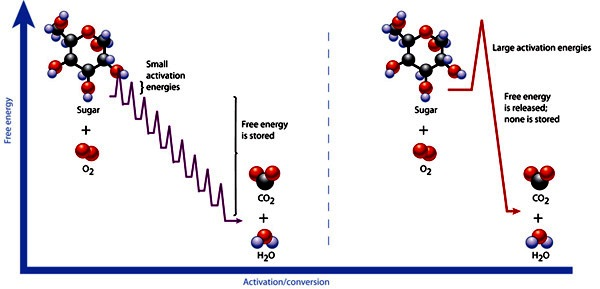 Free energy
Small
activation
energies
Sugar
+
O2
Free energy
is stored
CO2
+
H2O
Large activation energies
Sugar
+
O2
Free energy
is released;
none is stored
CO2
+
H2O
Activation/conversion